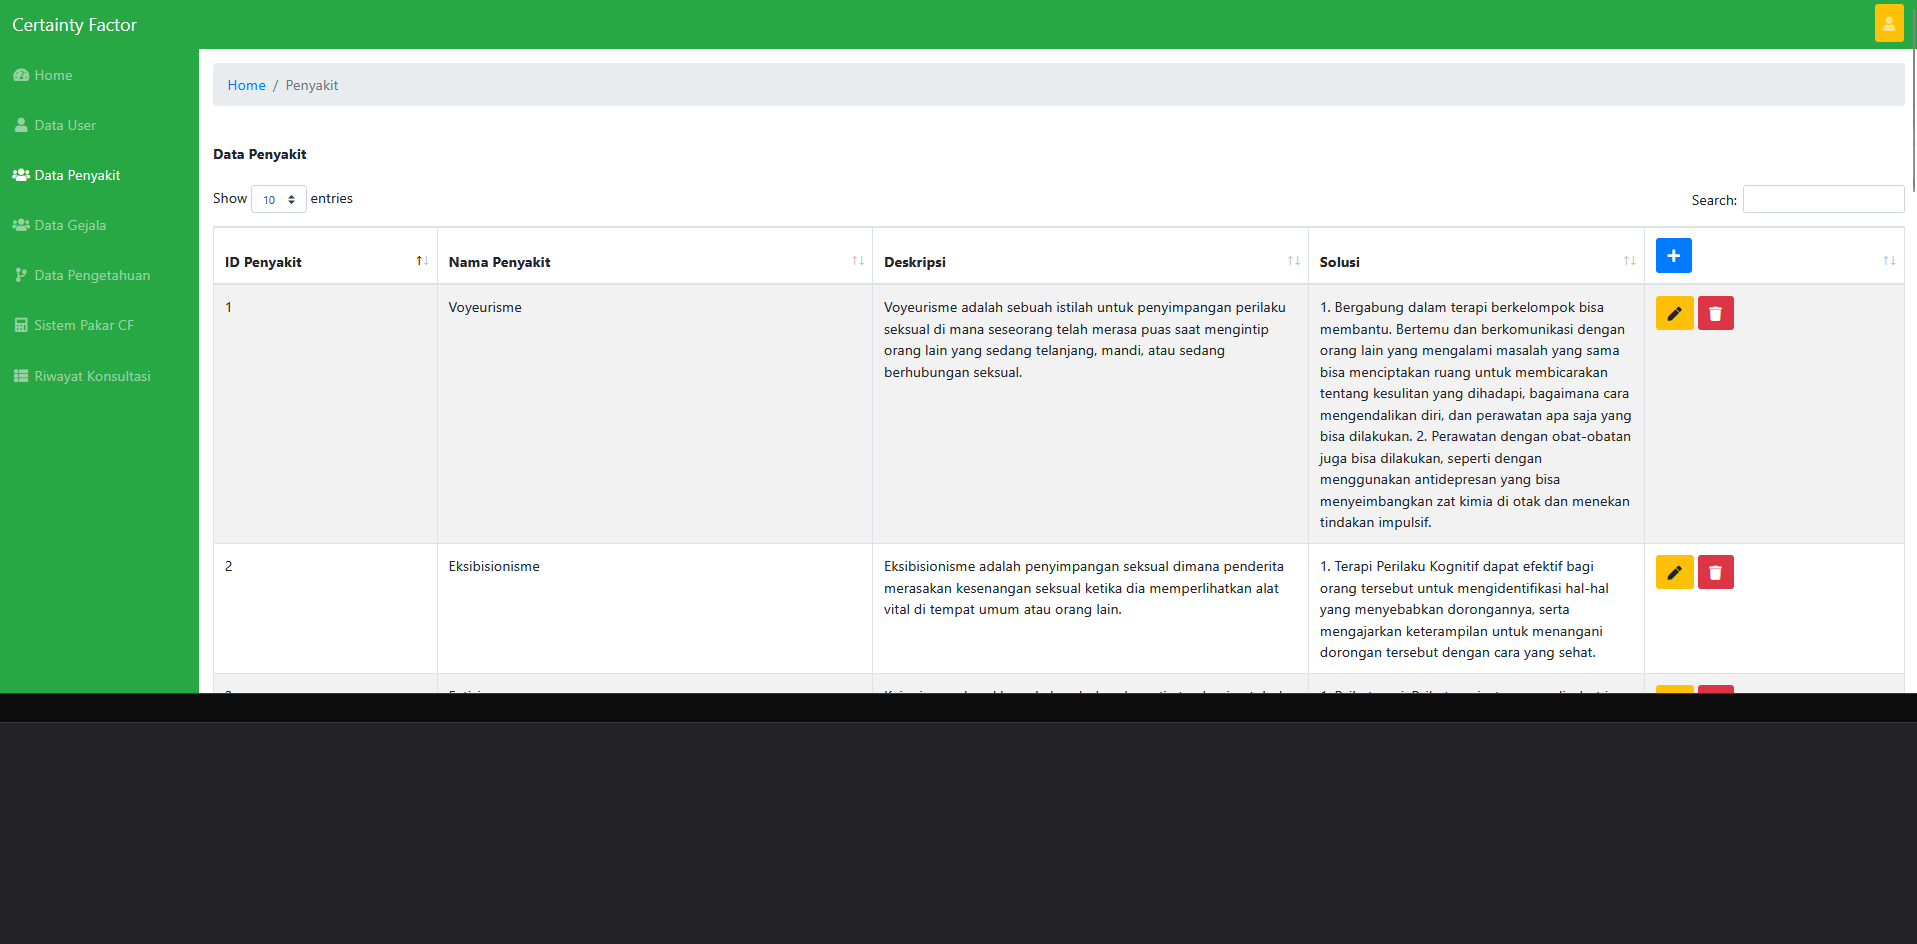 Certainty Factor
Home
Data User
Data Penyakit
Data Gejala
Data Pengetahuan
Sistem Pakar CF
Riwayat Konsultasi
Home / Penyakit
Data Penyakit
Show 10 entries
Search:
ID Penyakit
Nama Penyakit
Deskripsi
Solusi
1
Voyeurisme
Voyeurisme adalah sebuah istilah untuk penyimpangan perilaku
seksual di mana seseorang telah merasa puas saat mengintip
orang lain yang sedang telanjang, mandi, atau sedang
berhubungan seksual.
1. Bergabung dalam terapi berkelompok bisa
membantu. Bertemu dan berkomunikasi dengan
orang lain yang mengalami masalah yang sama
bisa menciptakan ruang untuk membicarakan
tentang kesulitan yang dihadapi, bagaimana cara
mengendalikan diri, dan perawatan apa saja yang
bisa dilakukan. 2. Perawatan dengan obat-obatan
juga bisa dilakukan, seperti dengan
menggunakan antidepresan yang bisa
menyeimbangkan zat kimia di otak dan menekan
tindakan impulsif.
2
Eksibisionisme
Eksibisionisme adalah penyimpangan seksual dimana penderita
merasakan kesenangan seksual ketika dia memperlihatkan alat
vital di tempat umum atau orang lain.
1. Terapi Perilaku Kognitif dapat efektif bagi
orang tersebut untuk mengidentifikasi hal-hal
yang menyebabkan dorongannya, serta
mengajarkan keterampilan untuk menangani
dorongan tersebut dengan cara yang sehat.